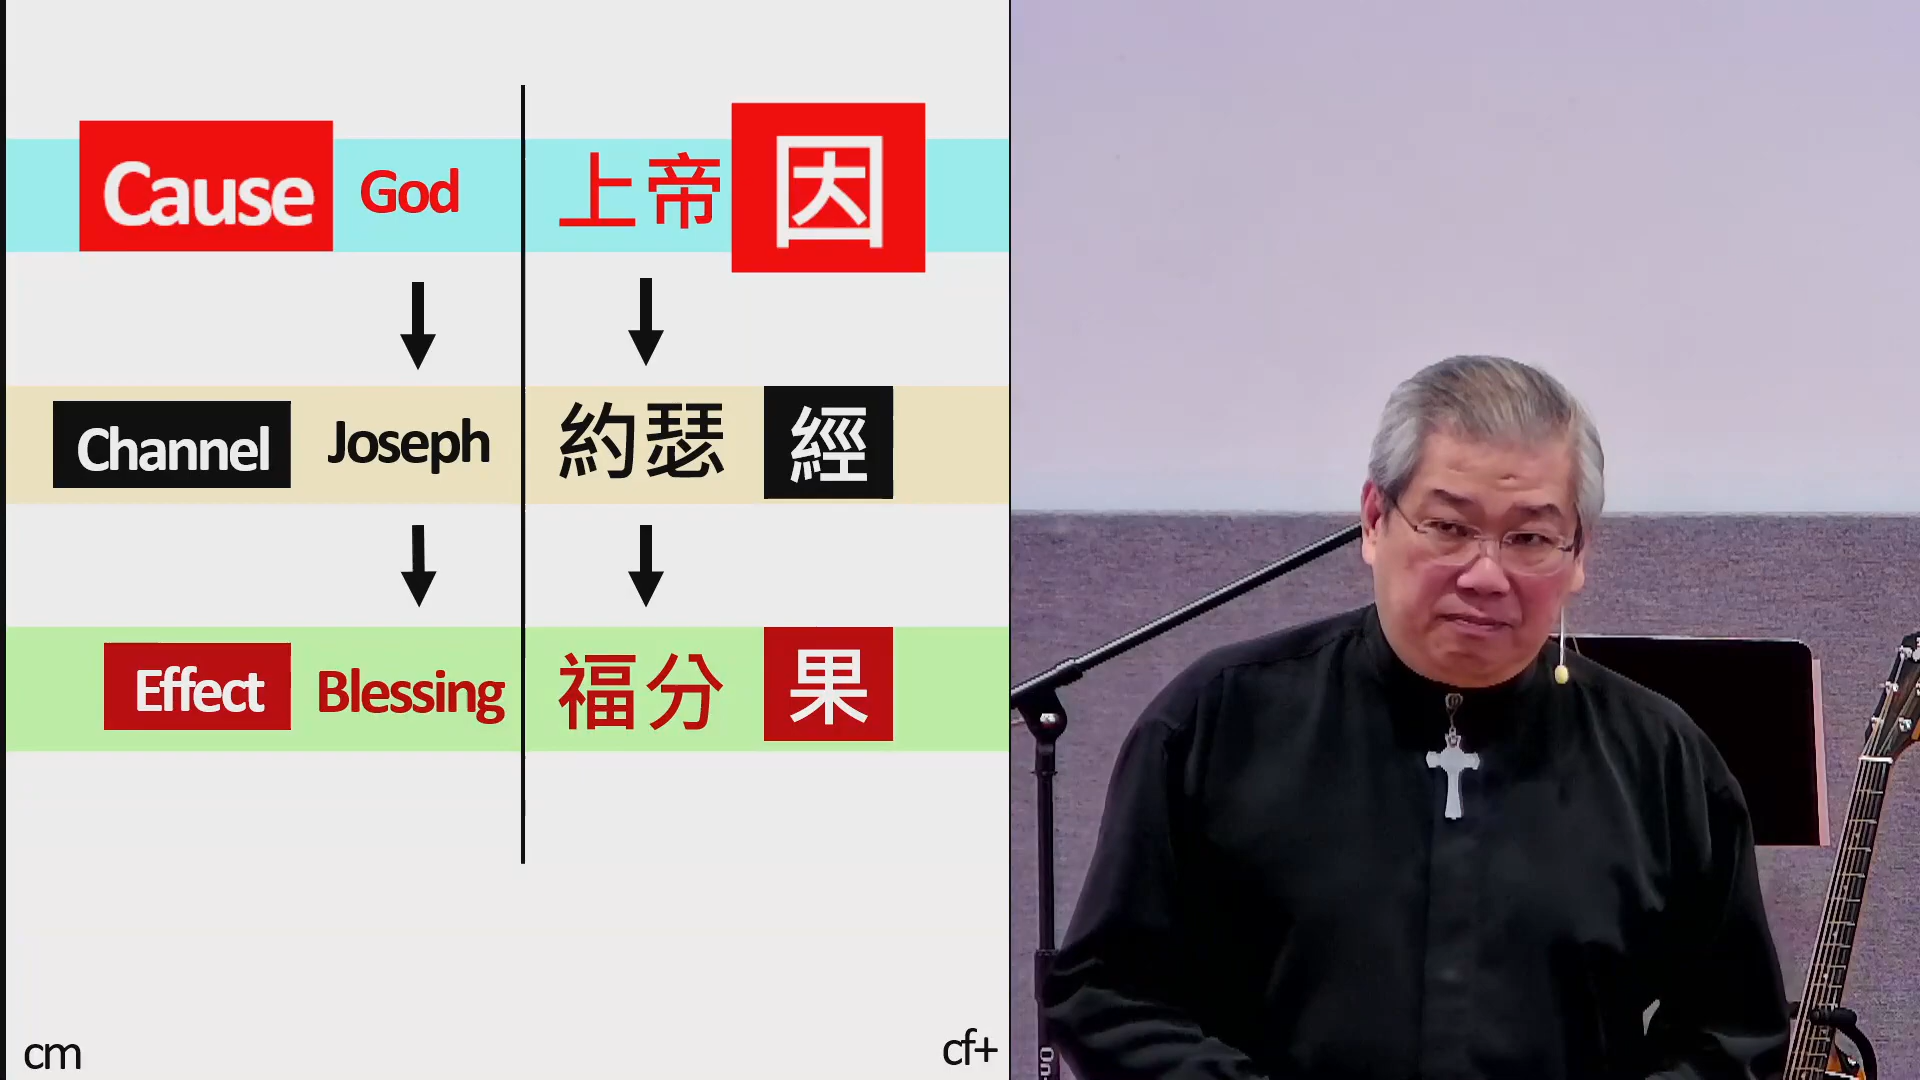 Cause God 上帝 因
Channel Joseph 約瑟 經
Effect Blessing 福分 果
cm cf+